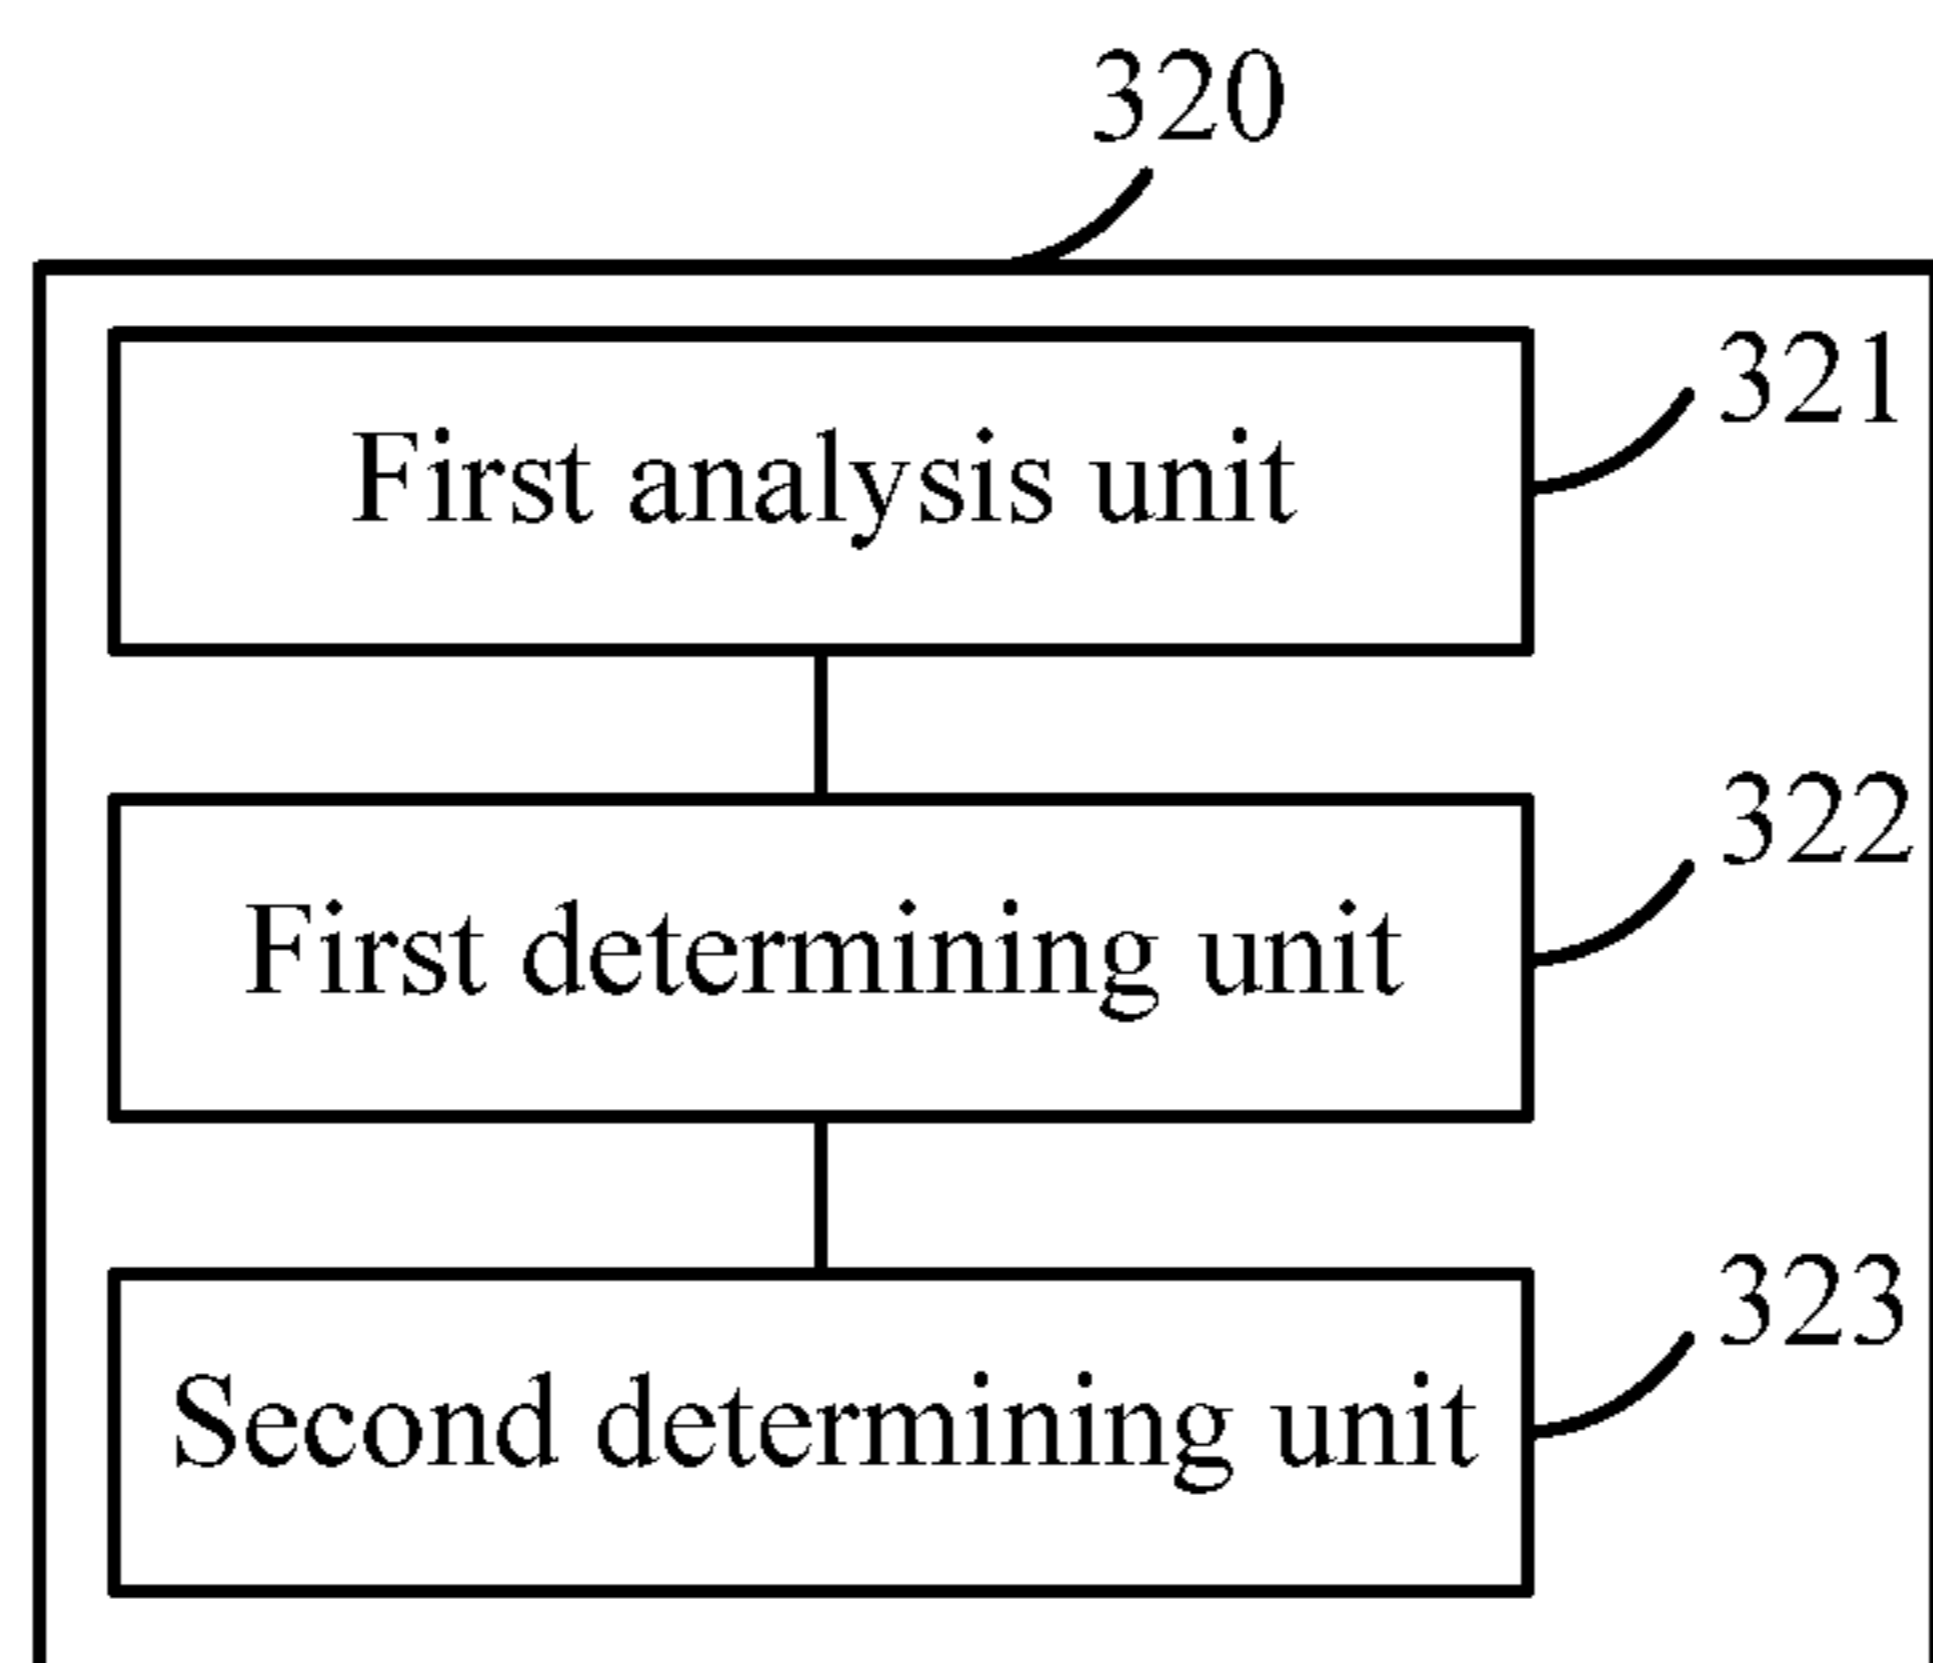 320
321
First analysis unit
322
First determining unit
323
Second determining unit